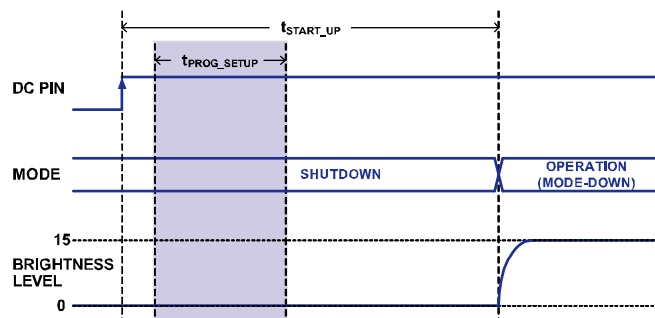 tSTART_UP
tPROG_SETUP
DC PIN
MODE
SHUTDOWN
OPERATION
(MODE-DOWN)
15
BRIGHTNESS
LEVEL
0